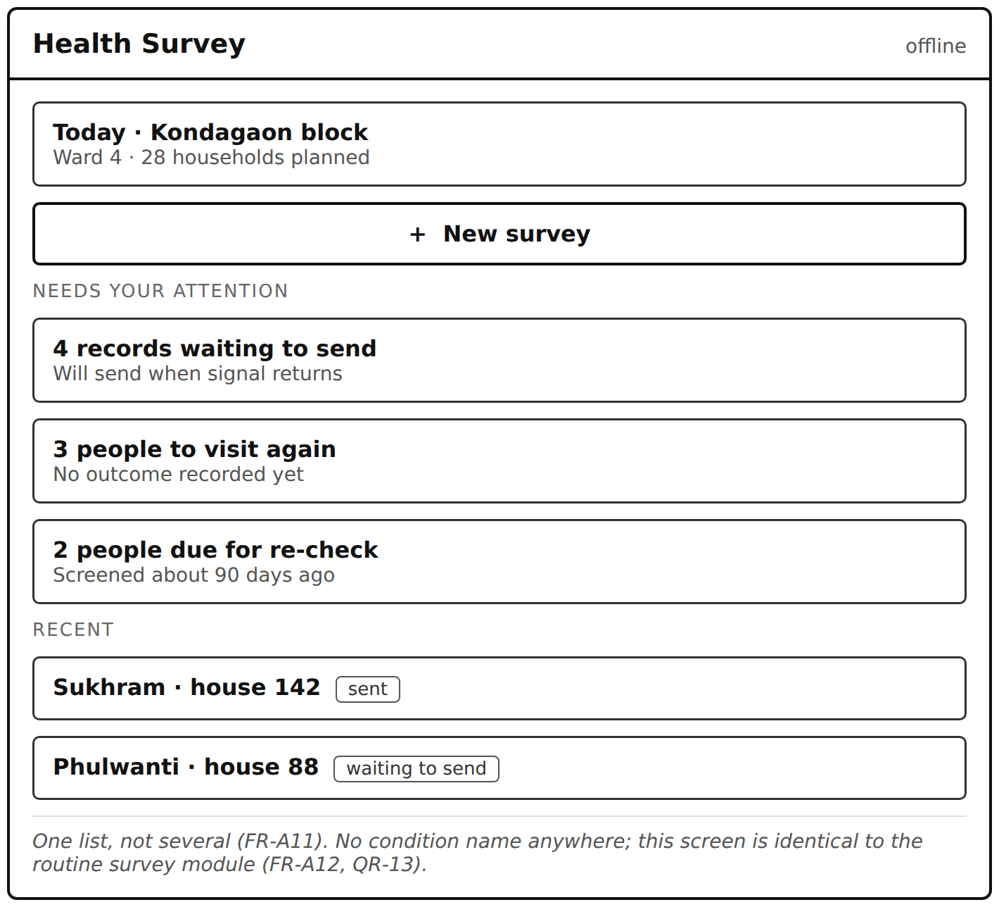 Health Survey
offline
Today · Kondagaon block
Ward 4 · 28 households planned
+ New survey
NEEDS YOUR ATTENTION
4 records waiting to send
Will send when signal returns
3 people to visit again
No outcome recorded yet
2 people due for re-check
Screened about 90 days ago
RECENT
Sukhram · house 142 sent
Phulwanti · house 88 waiting to send
One list, not several (FR-A11). No condition name anywhere; this screen is identical to the
routine survey module (FR-A12, QR-13).